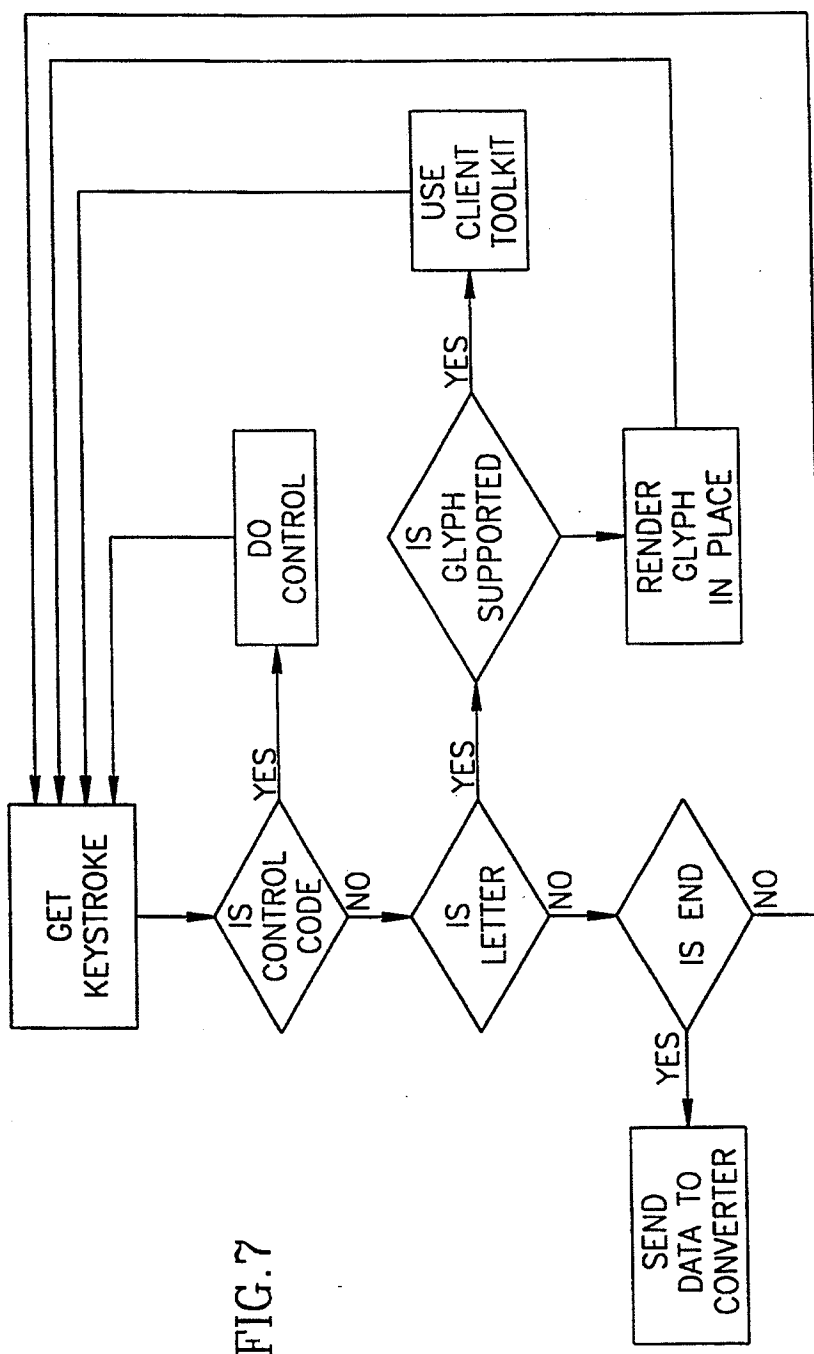 GET
KEYSTROKE
IS
CONTROL
CODE
YES
DO
CONTROL
NO
IS
LETTER
YES
IS
GLYPH
SUPPORTED
YES
USE
CLIENT
TOOLKIT
RENDER
GLYPH
IN PLACE
NO
IS END
YES
SEND
DATA TO
CONVERTER
NO
FIG.7